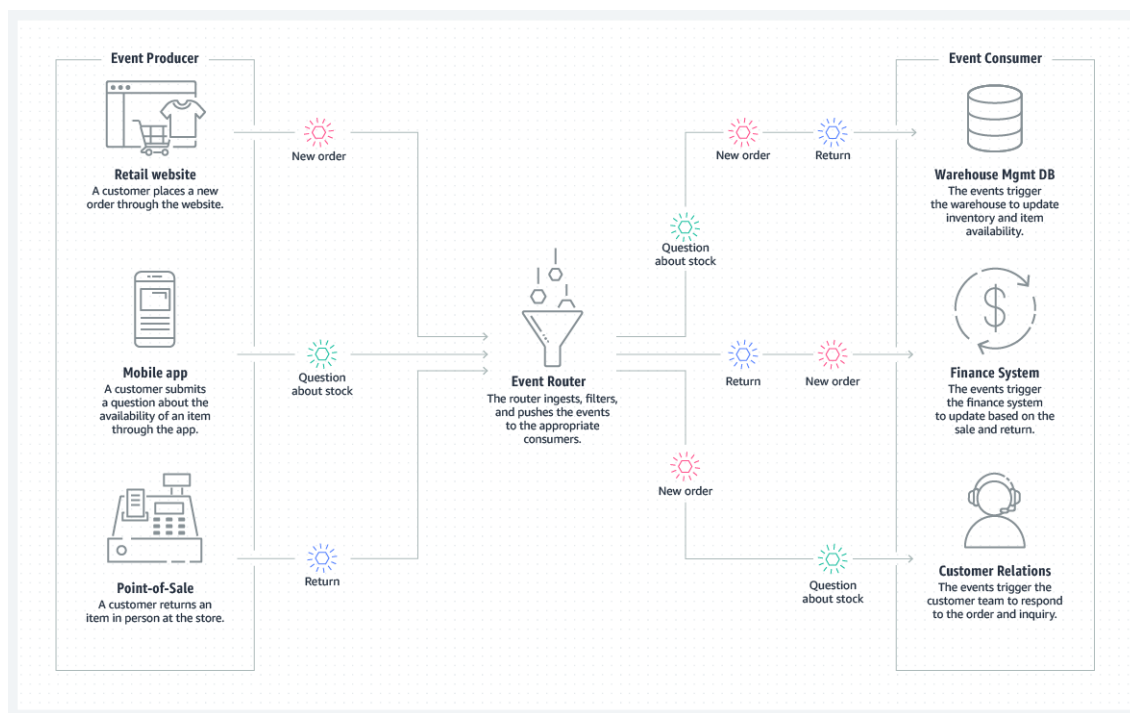 Event Producer
Retail website
A customer places a new
order through the website.
Mobile app
A customer submits
a question about the
availability of an item
through the app.
Point-of-Sale
A customer returns an
item in person at the store.
New order
Question
about stock
Return
Event Router
The router ingests, filters,
and pushes the events
to the appropriate
consumers.
New order
Return
Question
about stock
Return
New order
New order
Question
about stock
Event Consumer
Warehouse Mgmt DB
The events trigger
the warehouse to update
inventory and item
availability.
$
Finance System
The events trigger
the finance system
to update based on the
sale and return.
Customer Relations
The events trigger the
customer team to respond
to the order and inquiry.